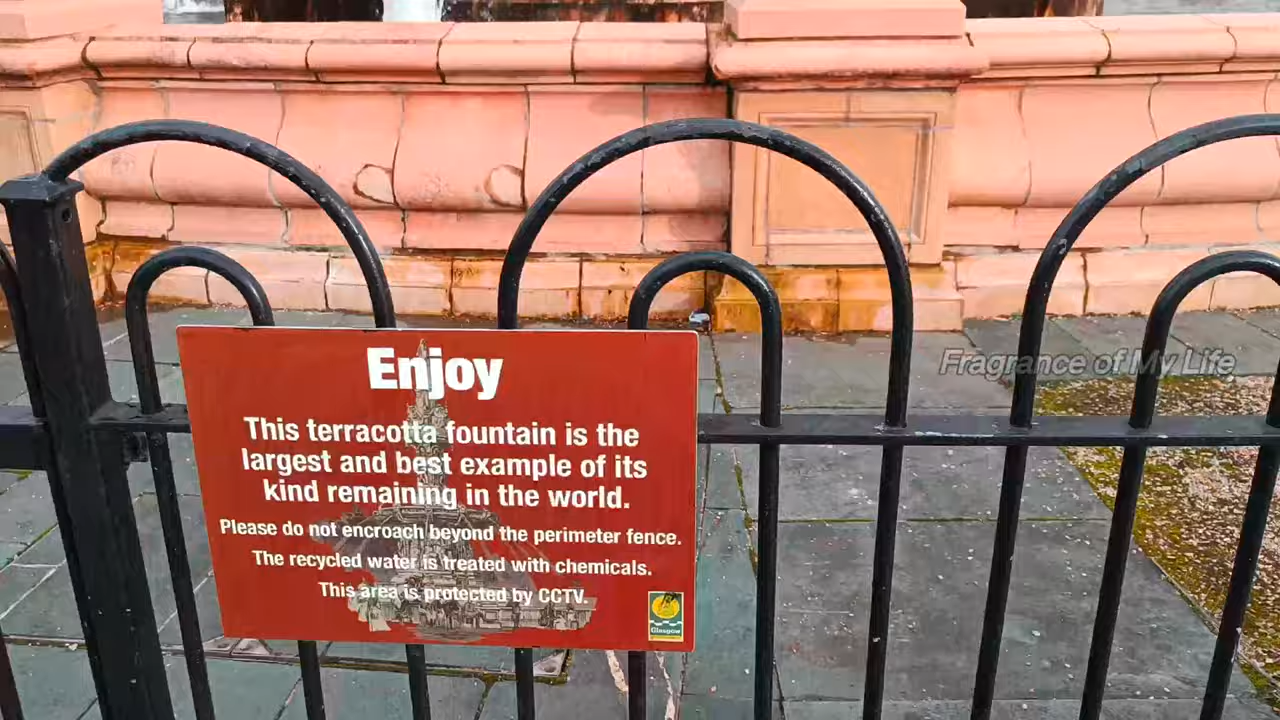 Enjoy
This terracotta fountain is the
largest and best example of its
kind remaining in the world.
Please do not encroach beyond the perimeter fence.
The recycled water is treated with chemicals.
This area is protected by CCTV.
Glasgow
Fragrance of My Life